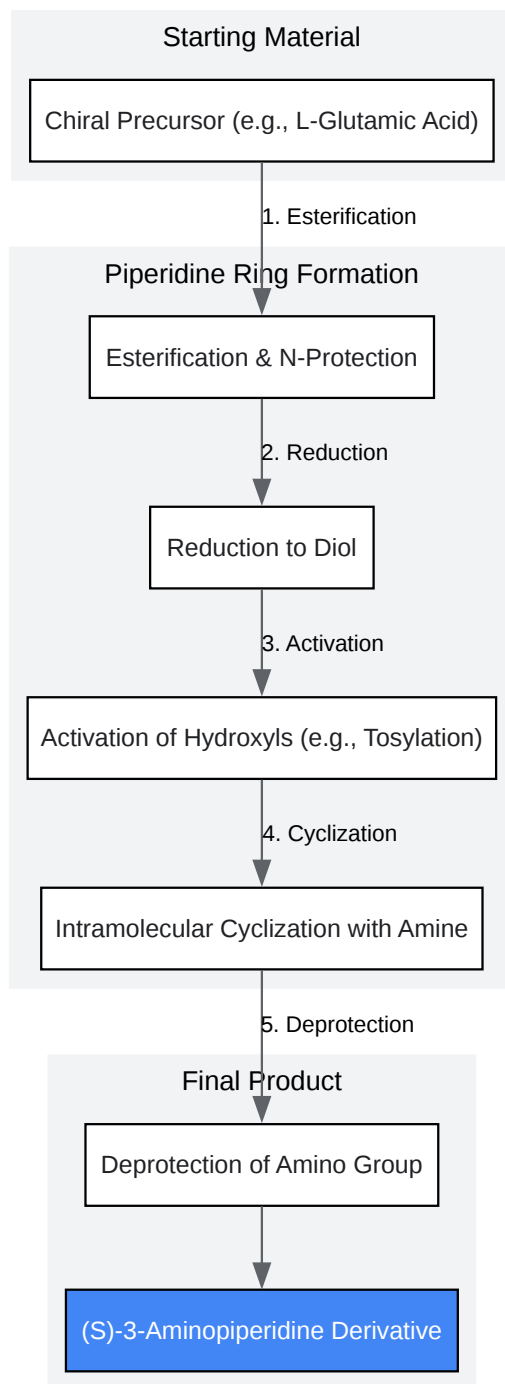 Starting Material
Chiral Precursor (e.g., L-Glutamic Acid)
1. Esterification
Piperidine Ring Formation
Esterification & N-Protection
2. Reduction
Reduction to Diol
3. Activation
Activation of Hydroxyls (e.g., Tosylation)
4. Cyclization
Intramolecular Cyclization with Amine
5. Deprotection
Final Product
Deprotection of Amino Group
(S)-3-Aminopiperidine Derivative